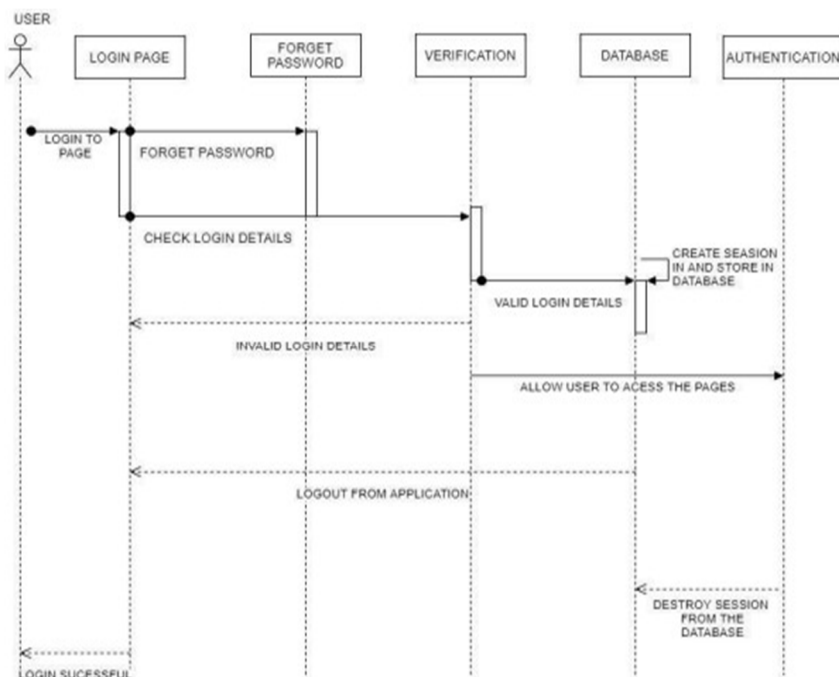 USER
LOGIN PAGE
FORGET
PASSWORD
VERIFICATION
DATABASE
AUTHENTICATION
LOGIN TO
PAGE
FORGET PASSWORD
CHECK LOGIN DETAILS
CREATE SEASION
IN AND STORE IN
DATABASE
VALID LOGIN DETAILS
INVALID LOGIN DETAILS
ALLOW USER TO ACESS THE PAGES
LOGOUT FROM APPLICATION
DESTROY SESSION
FROM THE
DATABASE
LOGIN SUCESSFUL